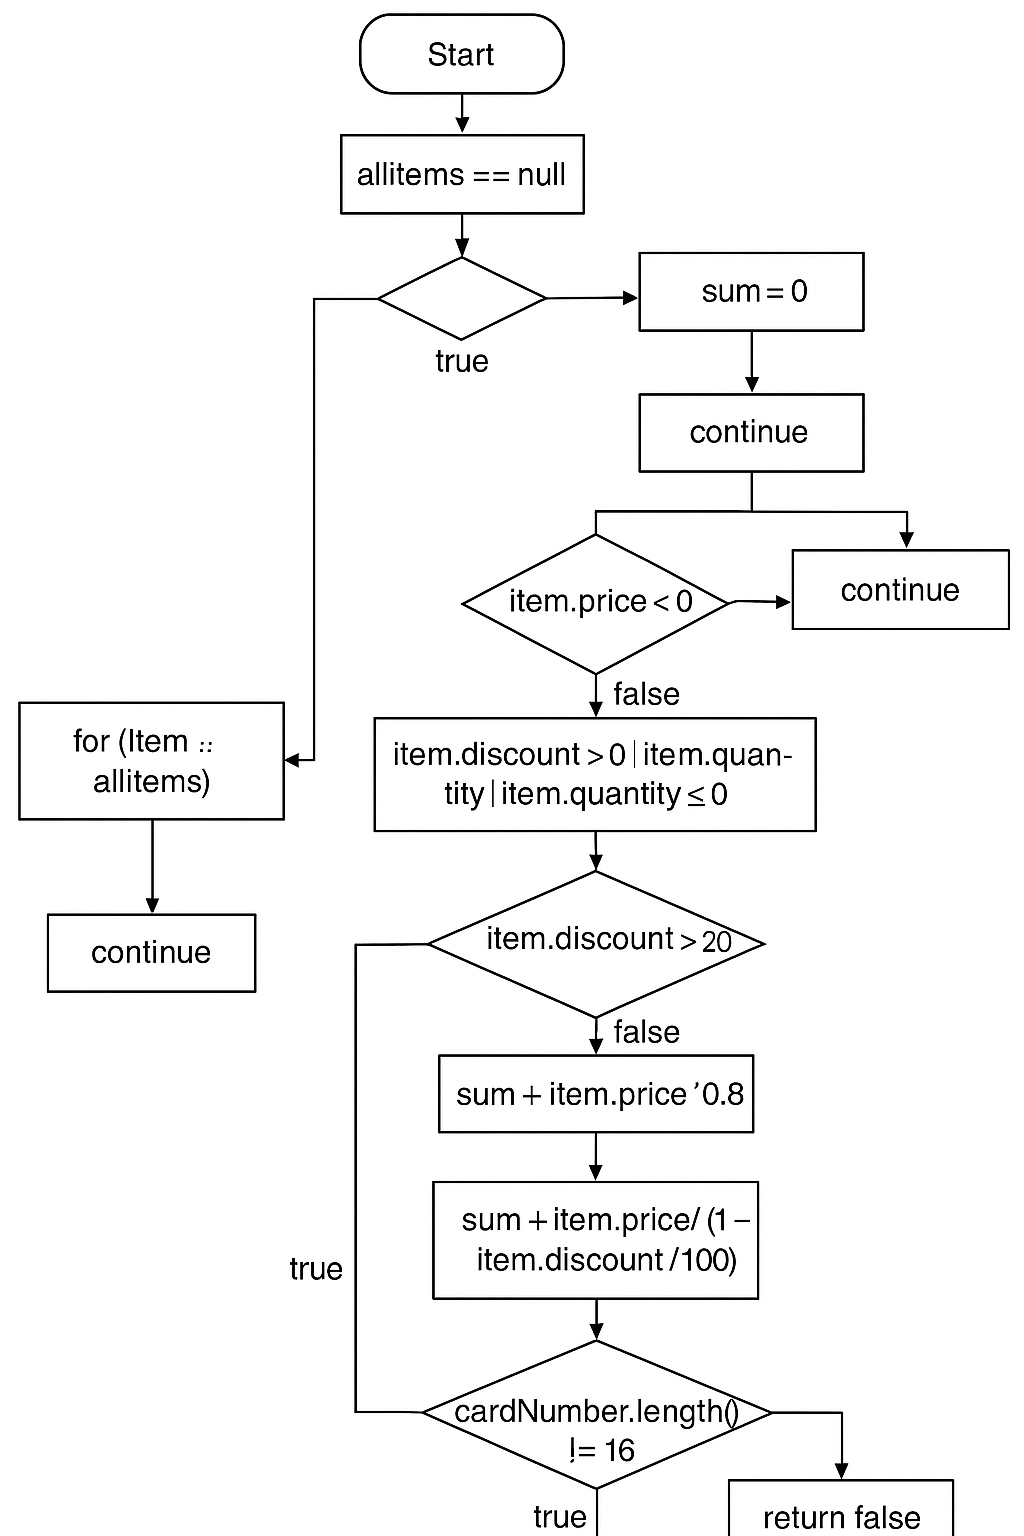 Start
allitems == null
true
sum = 0
continue
item.price < 0
continue
false
for (Item ::
allitems)
item.discount > 0 | item.quan-
tity | item.quantity ≤ 0
continue
item.discount > 20
false
sum + item.price ’0.8
sum + item.price/ (1 –
item.discount /100)
true
cardNumber.length()
!= 16
true
return false